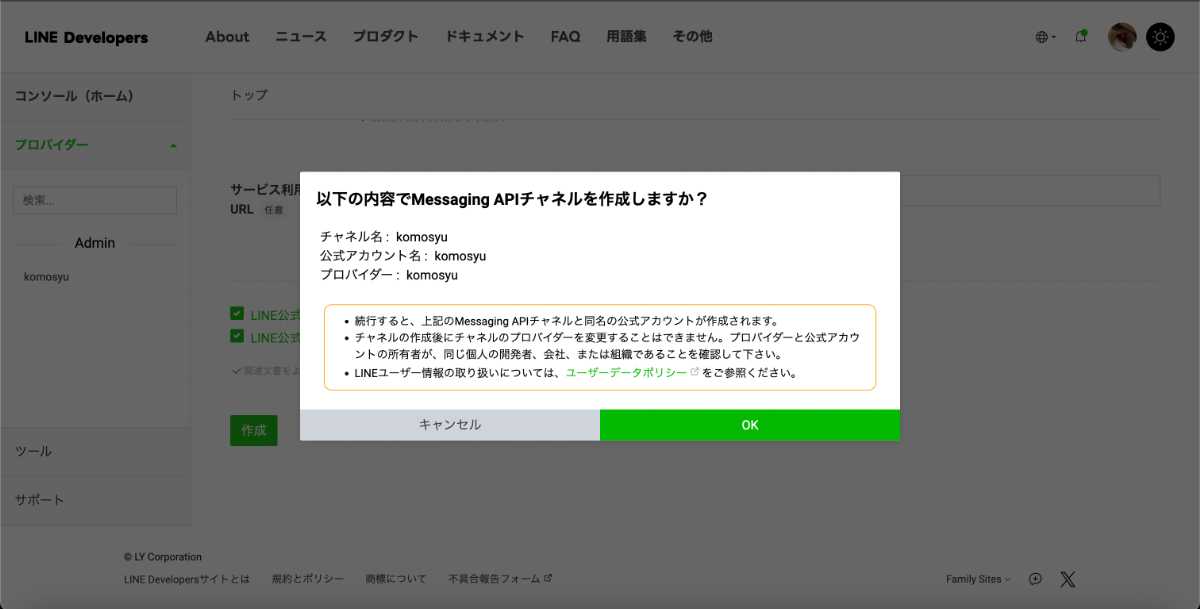 LINE Developers
About ニュース プロダクト ドキュメント FAQ 用語集 その他
コンソール（ホーム）
トップ
プロバイダー
検索...
Admin
komosyu
サービス利用
URL 任意
以下の内容でMessaging APIチャネルを作成しますか？
チャネル名 : komosyu
公式アカウント名 : komosyu
プロバイダー : komosyu
• 続行すると、上記のMessaging APIチャネルと同名の公式アカウントが作成されます。
• チャネルの作成後にチャネルのプロバイダーを変更することはできません。プロバイダーと公式アカウ
ントの所有者が、同じ個人の開発者、会社、または組織であることを確認して下さい。
• LINEユーザー情報の取り扱いについては、ユーザーデータポリシー をご参照ください。
キャンセル OK
LINE公式
LINE公式
関連文書をよ
作成
ツール
サポート
© LY Corporation
LINE Developersサイトとは 規約とポリシー 商標について 不具合報告フォーム
Family Sites